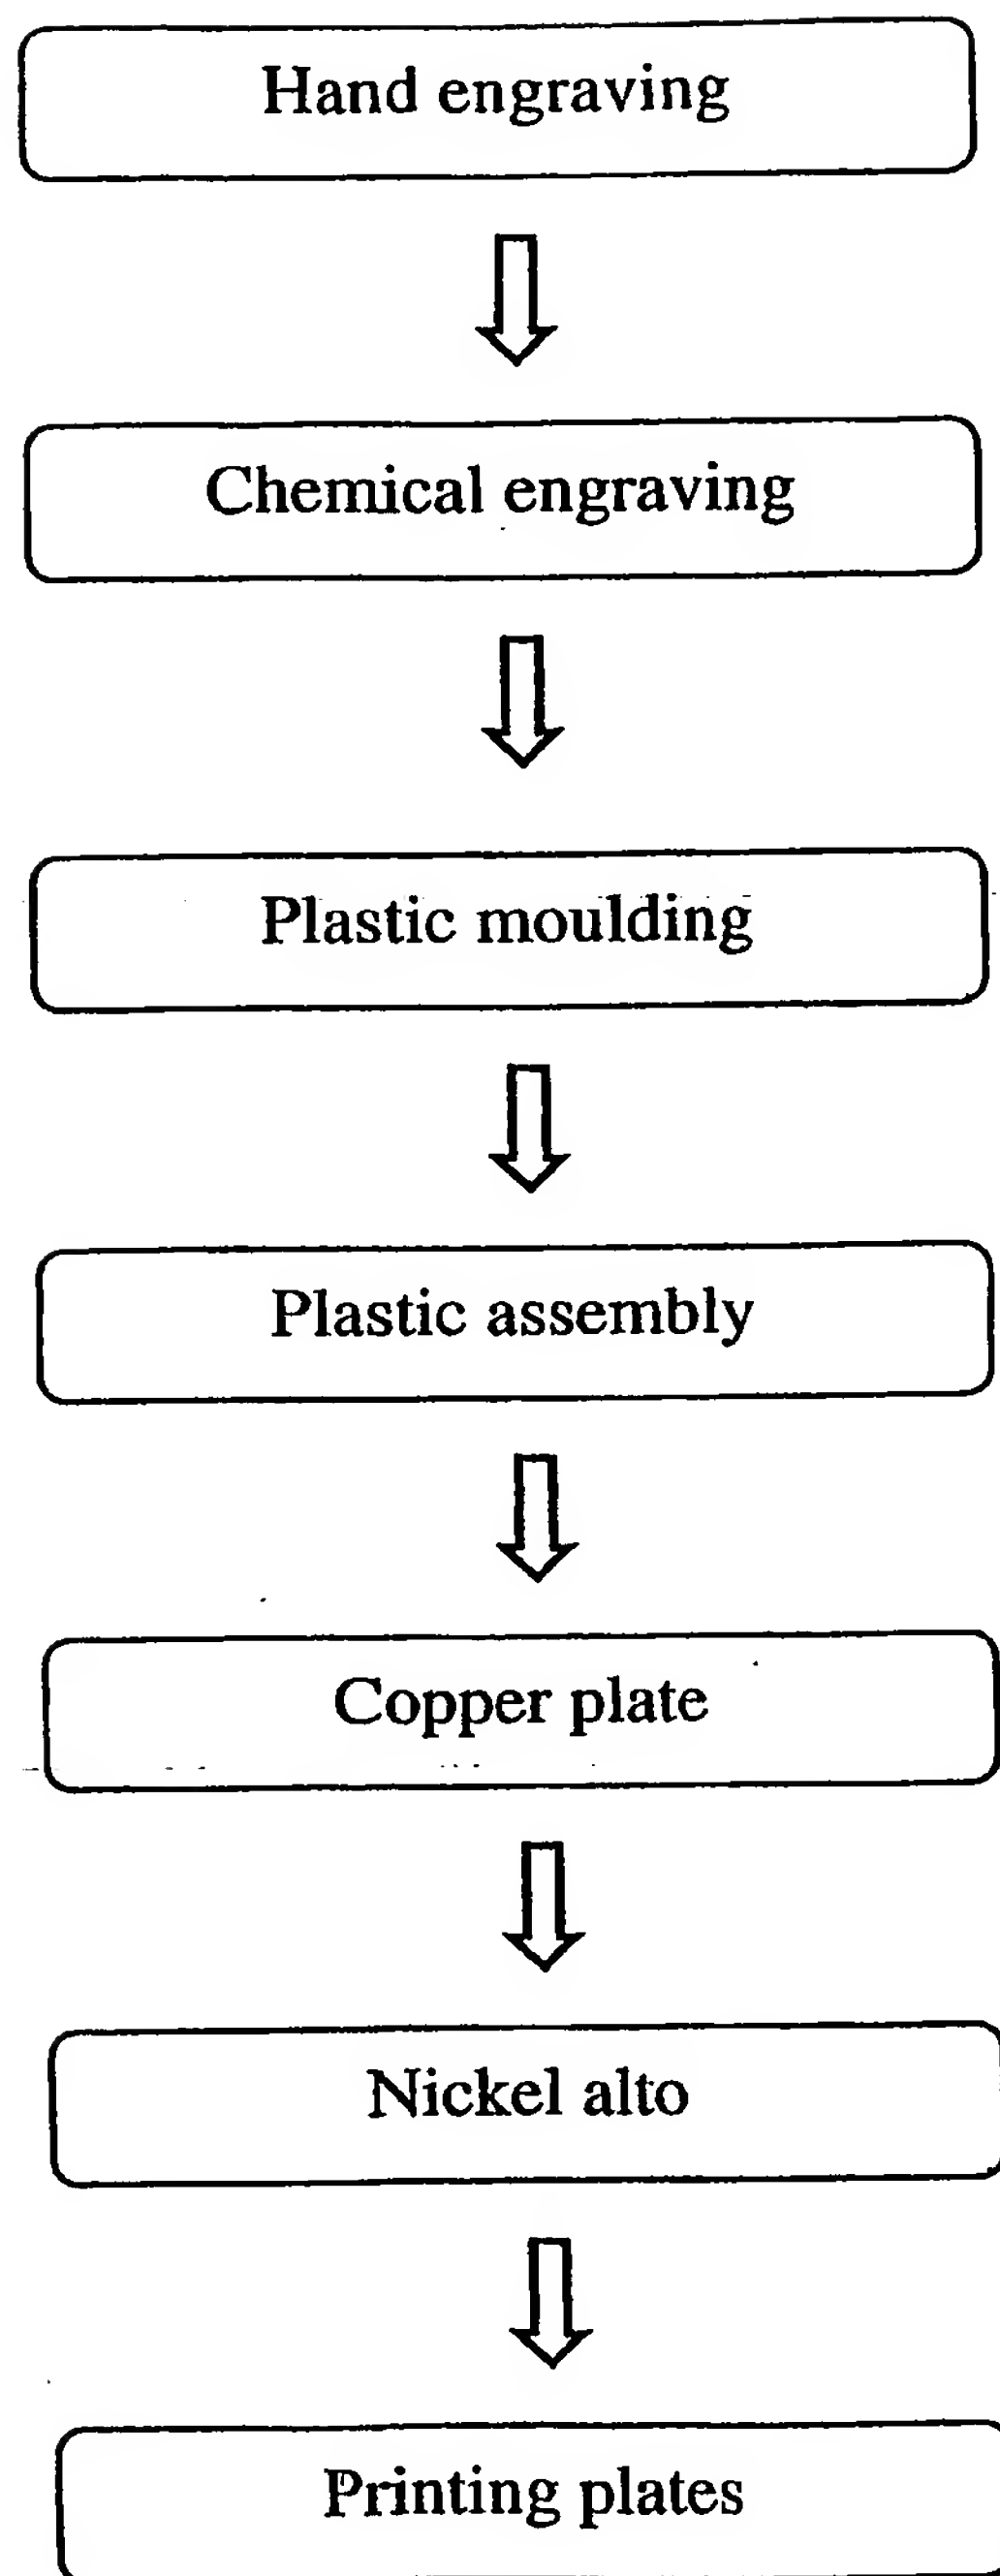 Hand engraving
Chemical engraving
Plastic moulding
Plastic assembly
Copper plate
Nickel alto
Printing plates